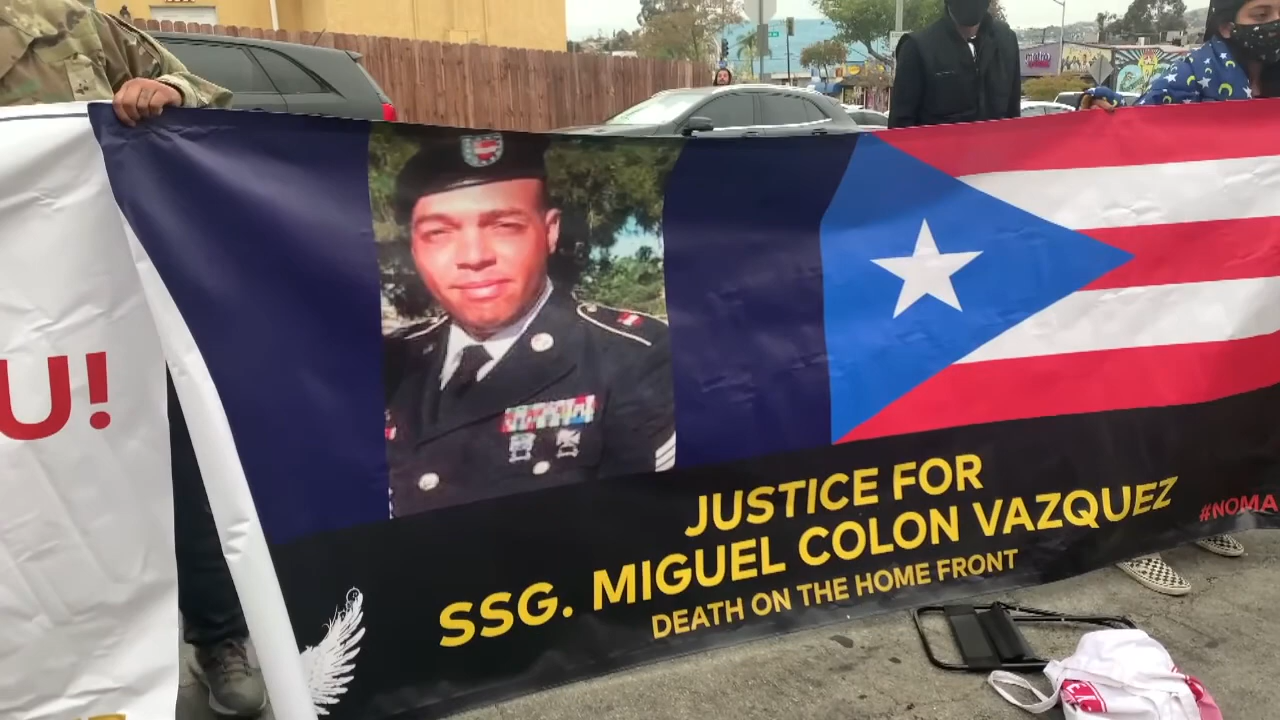 U!
JUSTICE FOR
SSG. MIGUEL COLON VAZQUEZ
DEATH ON THE HOME FRONT
#NOMA